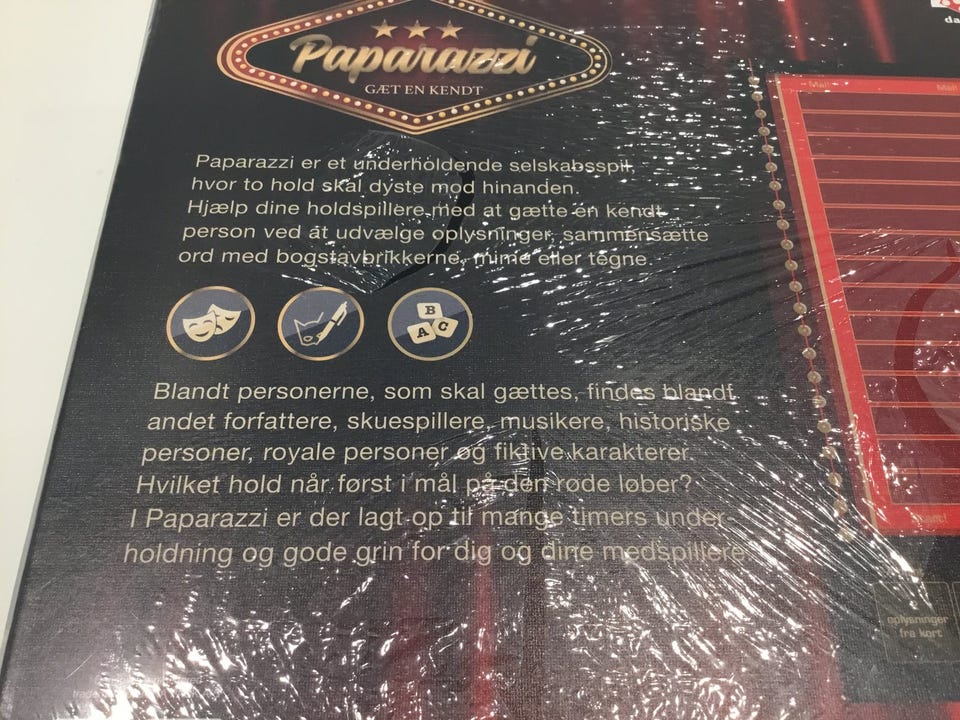 da
Paparazzi
GÆT EN KENDT
Paparazzi er et underholdende selskabsspil,
hvor to hold skal dyste mod hinanden.
Hjælp dine holdspillere med at gætte en kendt
person ved at udvælge oplysninger, sammensætte
ord med bogstavbrikkerne, mime eller tegne.
B
A C
Blandt personerne, som skal gættes, findes blandt
andet forfattere, skuespillere, musikere, historiske
personer, royale personer og fiktive karakterer.
Hvilket hold når først i mål på den røde løber?
I Paparazzi er der lagt op til mange timers under-
holdning og gode grin for dig og dine medspillere.
Mål! Mål!
Start!
oplysninger
fra kort